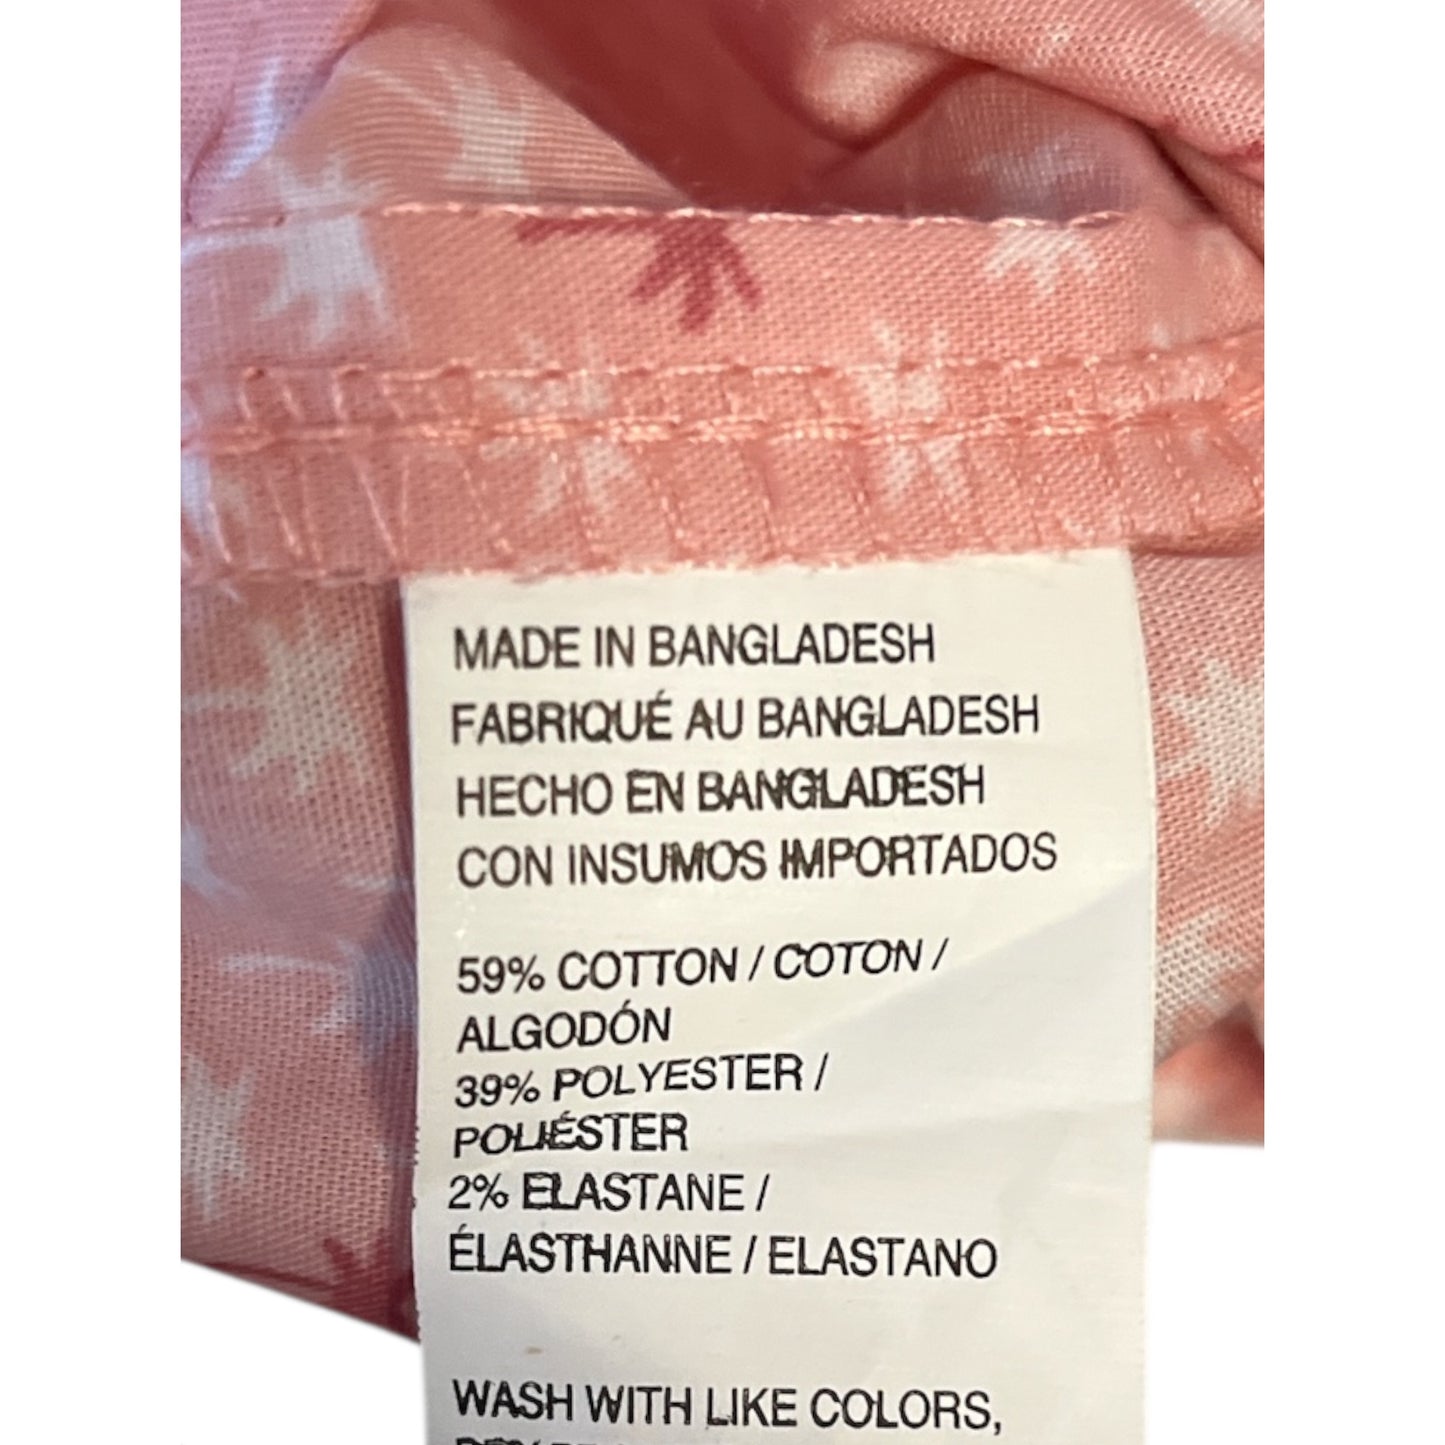 MADE IN BANGLADESH
FABRIQUÉ AU BANGLADESH
HECHO EN BANGLADESH
CON INSUMOS IMPORTADOS
59% COTTON / COTON /
ALGODÓN
39% POLYESTER /
POLIÉSTER
2% ELASTANE /
ÉLASTHANNE / ELASTANO
WASH WITH LIKE COLORS,